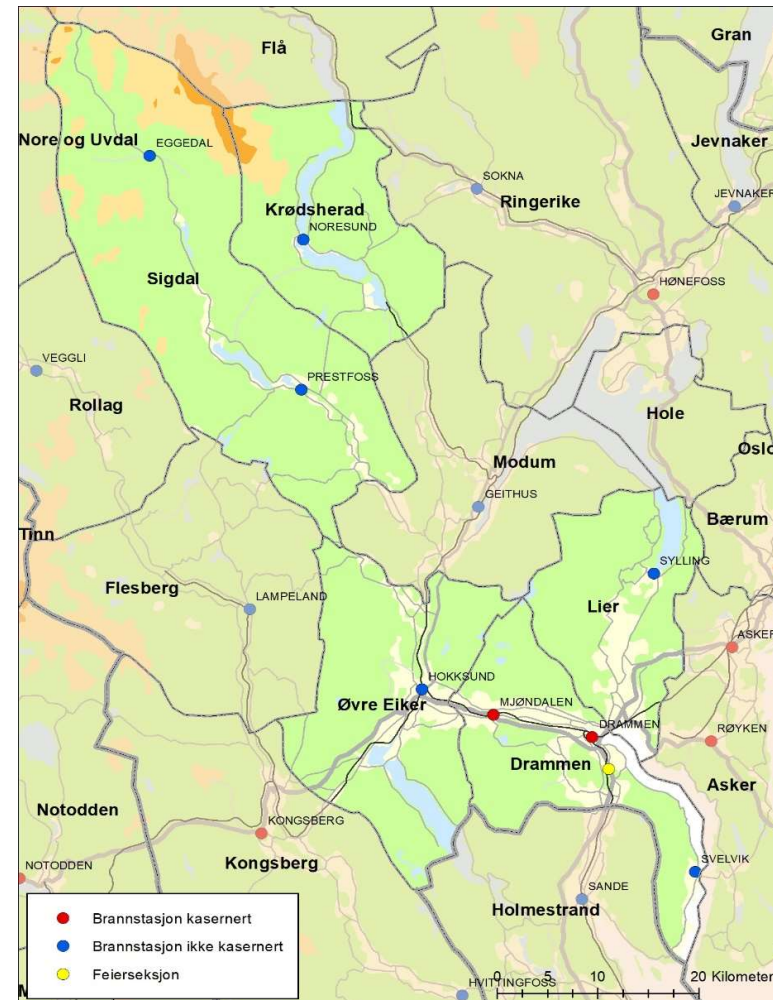 Flå
Gran
Nore og Uvdal
EGGEDAL
Jevnaker
SOKNA
Ringerike
JEVNAKER
Krødsherad
NORESUND
Sigdal
HØNEFOSS
VEGGLI
PRESTFOSS
Rollag
Hole
Oslo
Modum
GEITHUS
Bærum
Tinn
SYLLING
Flesberg
LAMPELAND
Lier
ASKER
HOKKSUND
Øvre Eiker
MJØNDALEN
DRAMMEN
RØYKEN
Drammen
Asker
Notodden
KONGSBERG
Kongsberg
NOTODDEN
SVELVIK
SANDE
Holmestrand
Brannstasjon kasernert
Brannstasjon ikke kasernert
Feierseksjon
HVITTINGFOSS
0 10 20 Kilometer